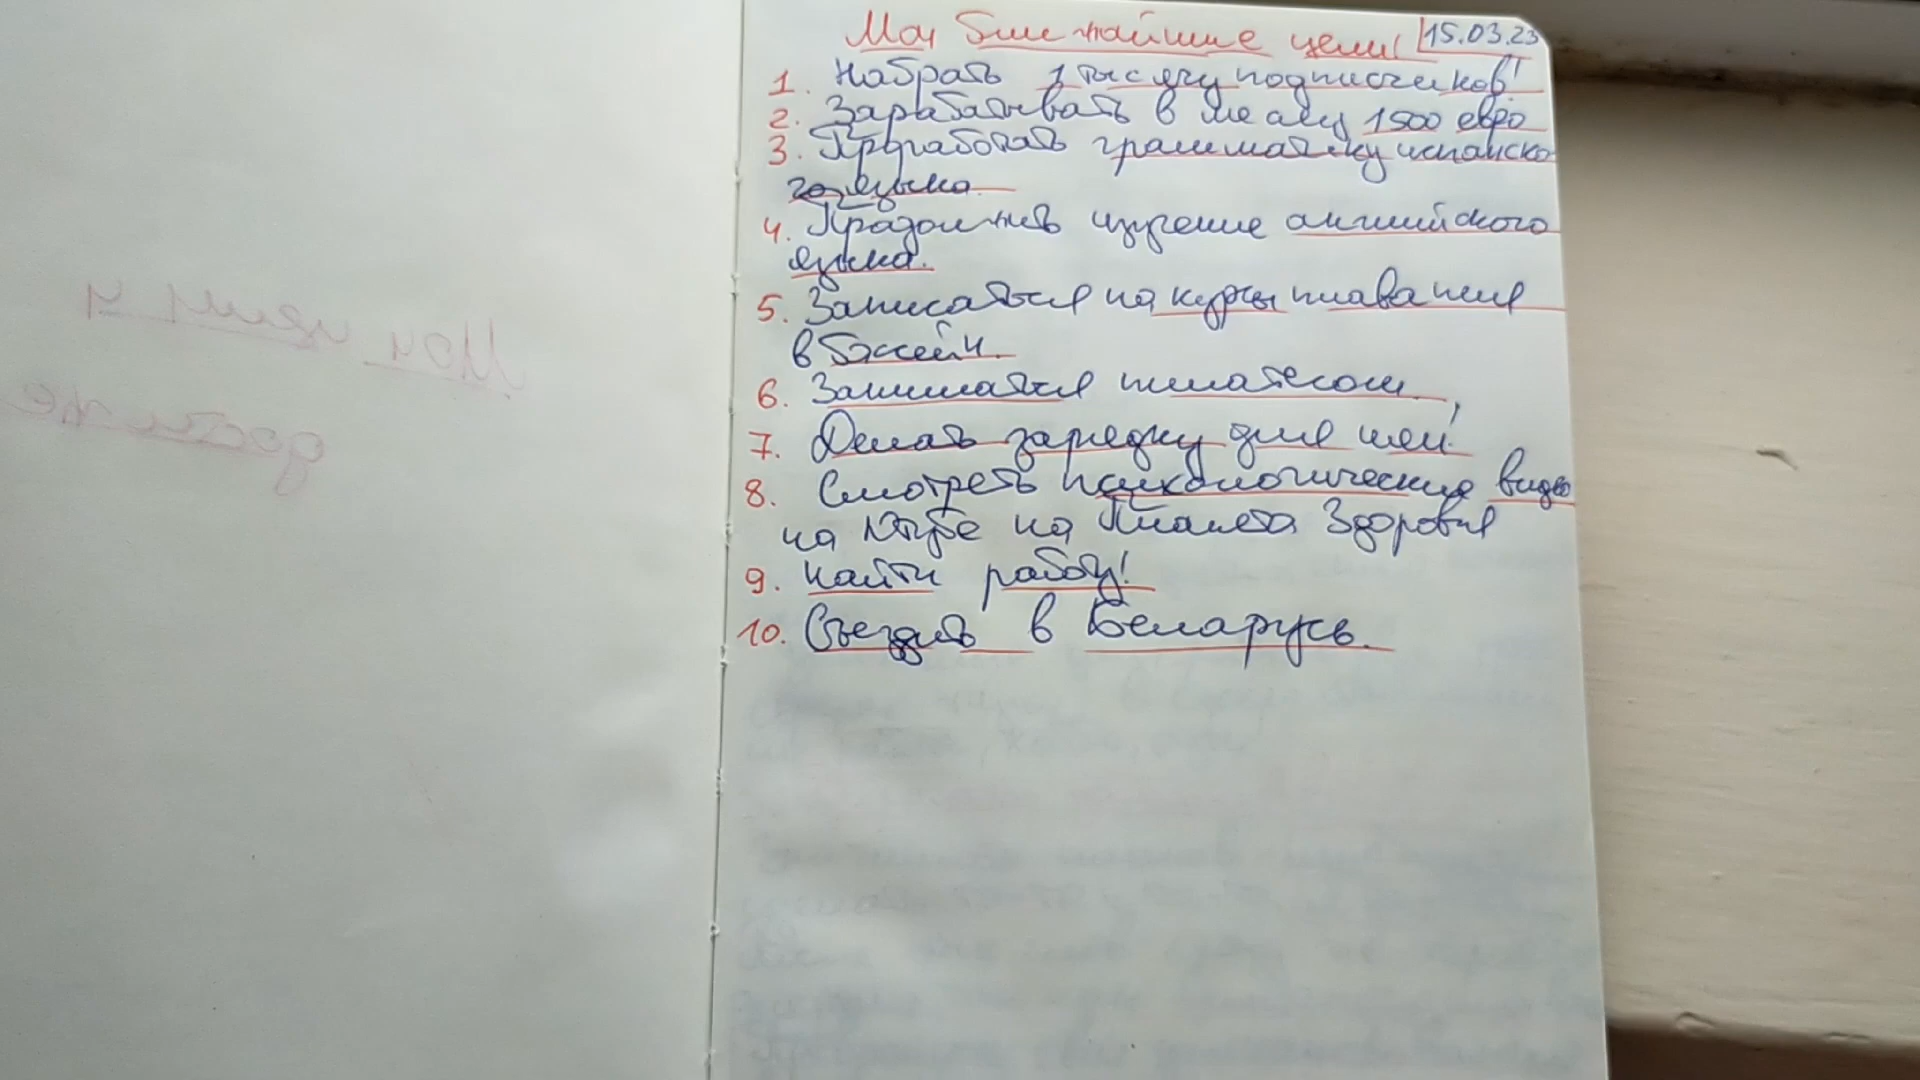 Мои ближайшие цели! 15.03.23
1. Набрать 1 тысячу подписчиков!
2. Зарабатывать в месяц 1500 евро
3. Проработать грамматику испанско-
го языка.
4. Продолжить изучение английского
языка.
5. Записаться на курсы плавания
в бассейн.
6. Заниматься пилатесом.
7. Делать зарядку для шеи!
8. Смотреть психологические видео
на Ютубе на Планета Здоровья
9. Найти работу!
10. Съездить в Беларусь.